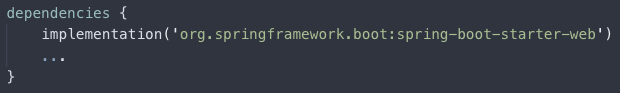 dependencies {
    implementation('org.springframework.boot:spring-boot-starter-web')
    ...
}